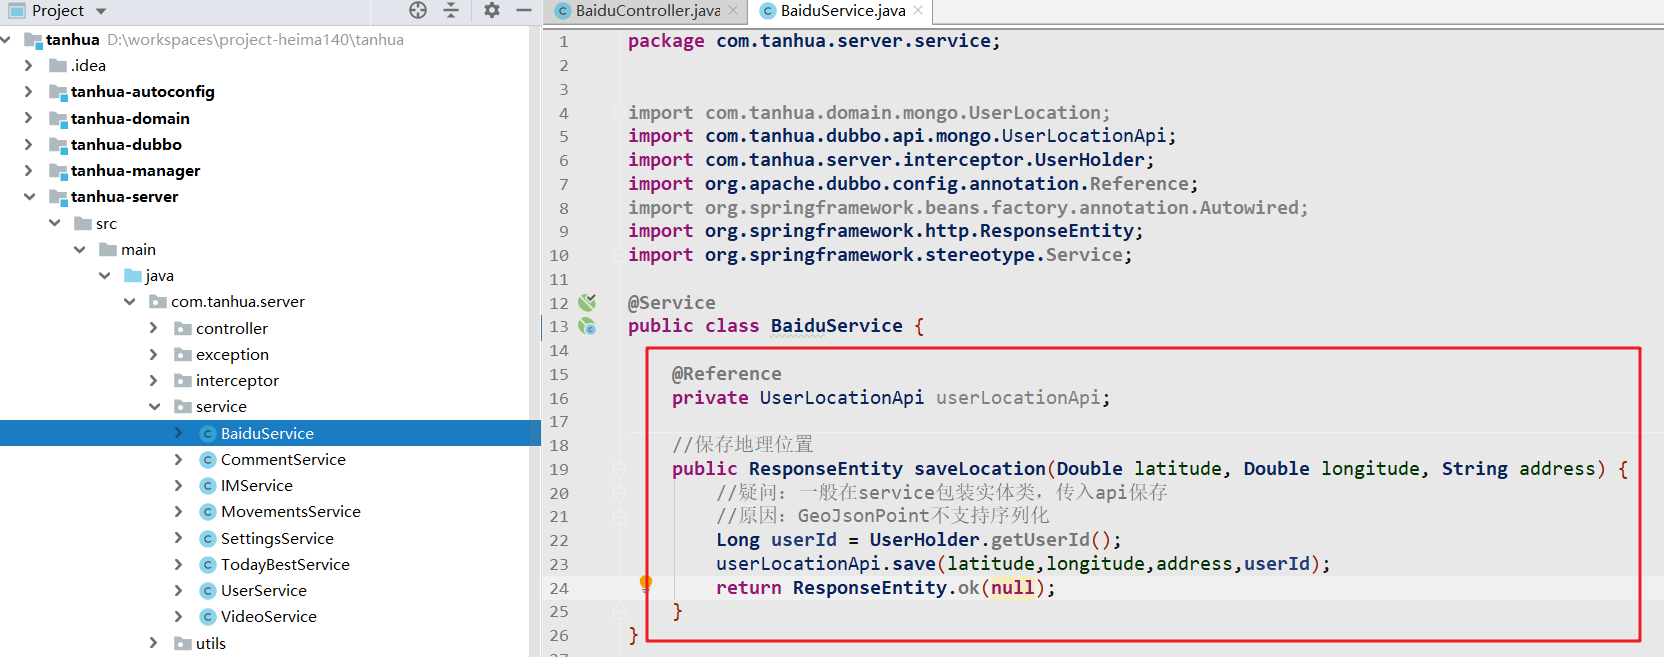 Project
tanhua D:\workspaces\project-heima140\tanhua
.idea
tanhua-autoconfig
tanhua-domain
tanhua-dubbo
tanhua-manager
tanhua-server
src
main
java
com.tanhua.server
controller
exception
interceptor
service
BaiduService
CommentService
IMService
MovementsService
SettingsService
TodayBestService
UserService
VideoService
utils
BaiduController.java
BaiduService.java
1 package com.tanhua.server.service;
2
3
4 import com.tanhua.domain.mongo.UserLocation;
5 import com.tanhua.dubbo.api.mongo.UserLocationApi;
6 import com.tanhua.server.interceptor.UserHolder;
7 import org.apache.dubbo.config.annotation.Reference;
8 import org.springframework.beans.factory.annotation.Autowired;
9 import org.springframework.http.ResponseEntity;
10 import org.springframework.stereotype.Service;
11
12 @Service
13 public class BaiduService {
14
15 @Reference
16 private UserLocationApi userLocationApi;
17
18 //保存地理位置
19 public ResponseEntity saveLocation(Double latitude, Double longitude, String address) {
20 //疑问：一般在service包装实体类，传入api保存
21 //原因：GeoJsonPoint不支持序列化
22 Long userId = UserHolder.getUserId();
23 userLocationApi.save(latitude,longitude,address,userId);
24 return ResponseEntity.ok(null);
25 }
26 }